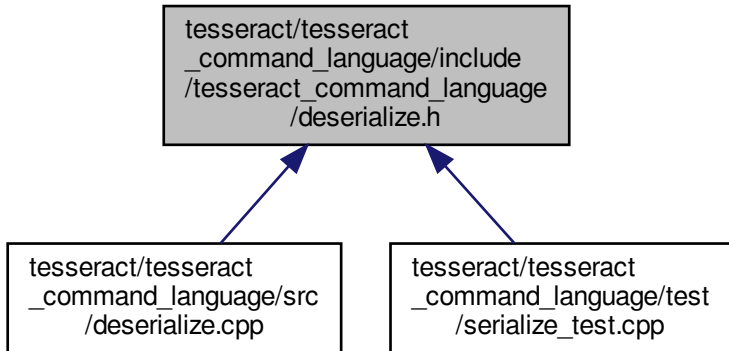 tesseract/tesseract
_command_language/include
/tesseract_command_language
/deserialize.h
tesseract/tesseract
_command_language/src
/deserialize.cpp
tesseract/tesseract
_command_language/test
/serialize_test.cpp